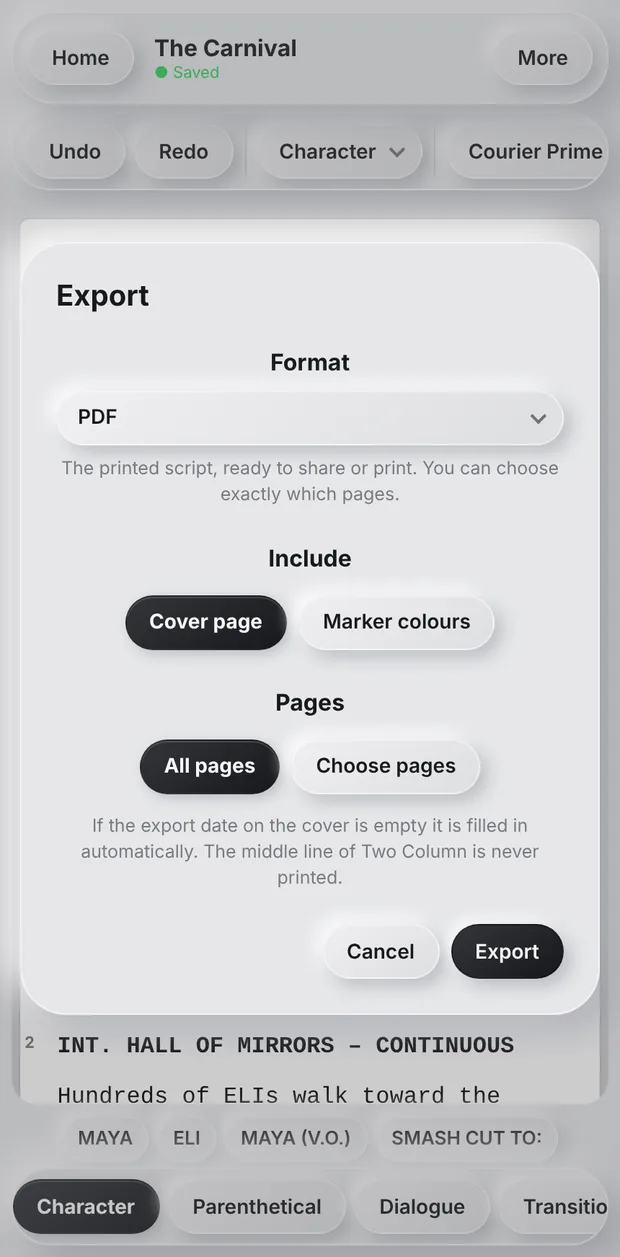 Home
The Carnival
Saved
More
Undo
Redo
Character
Courier Prime
Export
Format
PDF
The printed script, ready to share or print. You can choose
exactly which pages.
Include
Cover page
Marker colours
Pages
All pages
Choose pages
If the export date on the cover is empty it is filled in
automatically. The middle line of Two Column is never
printed.
Cancel
Export
2
INT. HALL OF MIRRORS – CONTINUOUS
Hundreds of ELIs walk toward the
MAYA
ELI
MAYA (V.O.)
SMASH CUT TO:
Character
Parenthetical
Dialogue
Transitio